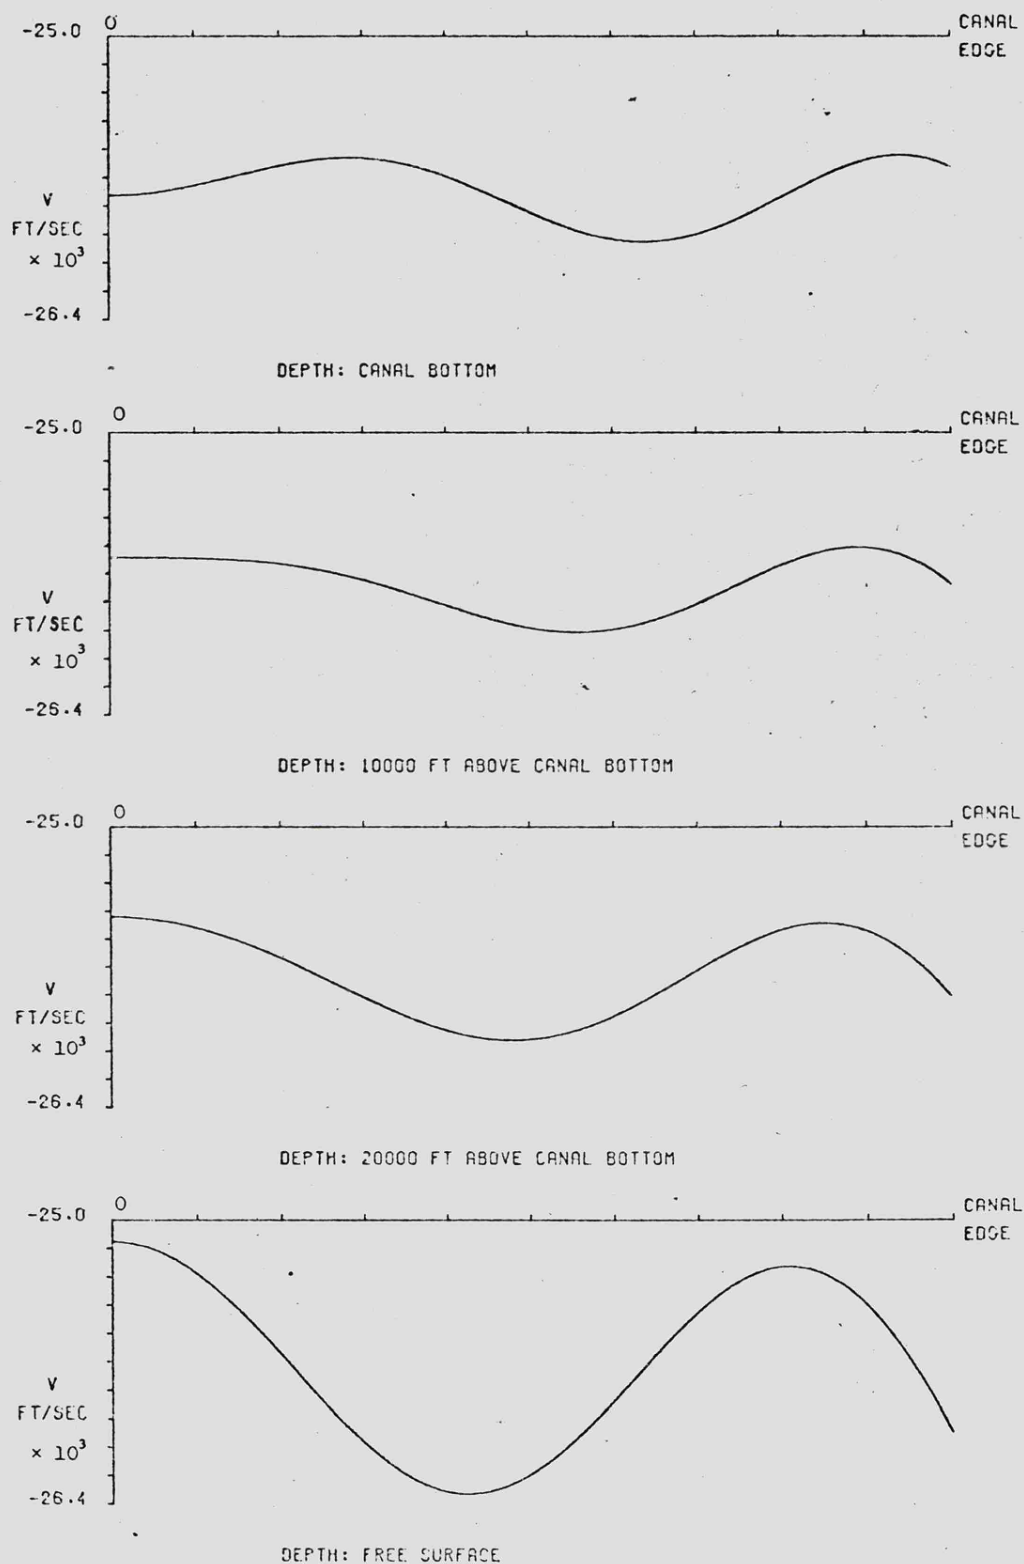 -25.0 0 CANAL
EDGE
V
FT/SEC
× 10³
-26.4
DEPTH: CANAL BOTTOM
-25.0 0 CANAL
EDGE
V
FT/SEC
× 10³
-26.4
DEPTH: 10000 FT ABOVE CANAL BOTTOM
-25.0 0 CANAL
EDGE
V
FT/SEC
× 10³
-26.4
DEPTH: 20000 FT ABOVE CANAL BOTTOM
-25.0 0 CANAL
EDGE
V
FT/SEC
× 10³
-26.4
DEPTH: FREE SURFACE